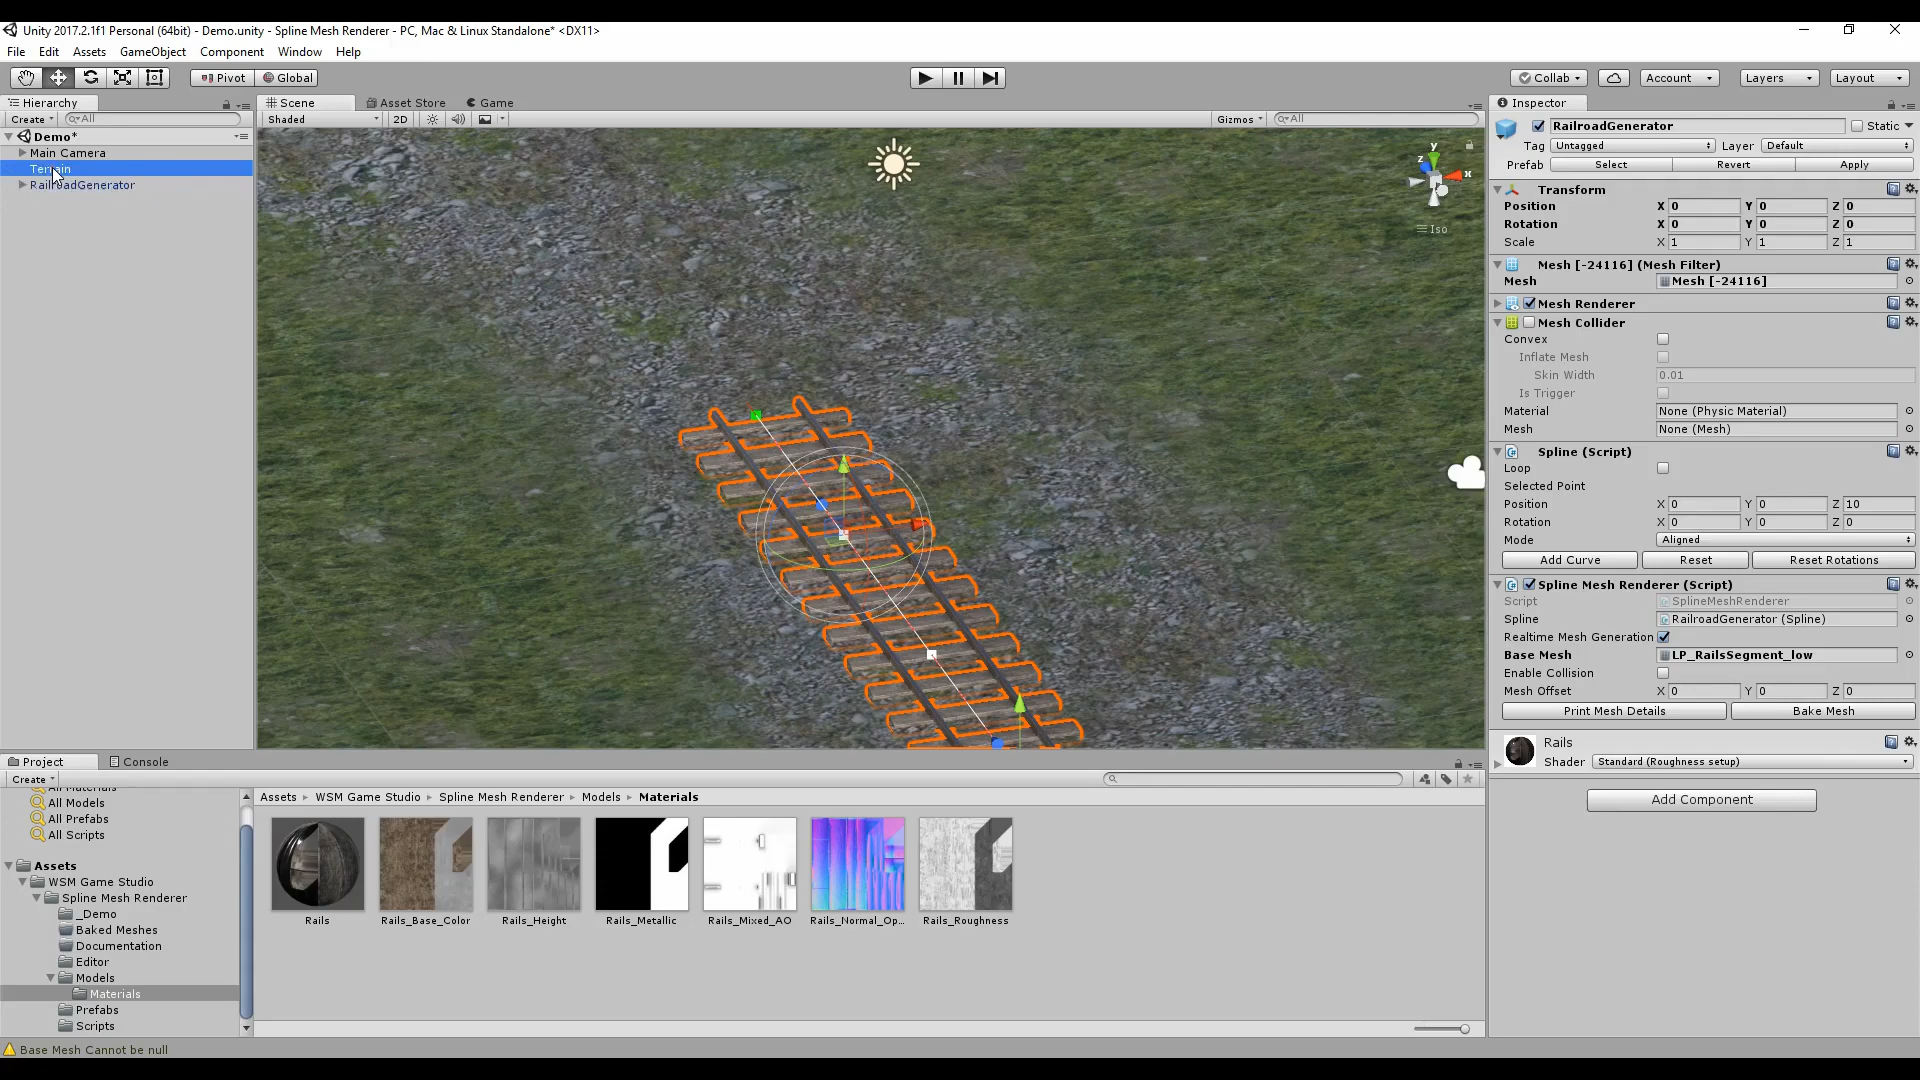 Unity 2017.2.1f1 Personal (64bit) - Demo.unity - Spline Mesh Renderer - PC, Mac & Linux Standalone* <DX11>
File Edit Assets GameObject Component Window Help
Pivot Global Collab Account Layers Layout
Hierarchy Scene Asset Store Game Inspector
Create All Shaded 2D Gizmos All
RailroadGenerator Static
Demo*
Main Camera
Terrain
RailroadGenerator
Tag Untagged Layer Default
Prefab Select Revert Apply
y
z
x
Iso
Transform
Position X 0 Y 0 Z 0
Rotation X 0 Y 0 Z 0
Scale X 1 Y 1 Z 1
Mesh [-24116] (Mesh Filter)
Mesh Mesh [-24116]
Mesh Renderer
Mesh Collider
Convex
Inflate Mesh
Skin Width 0.01
Is Trigger
Material None (Physic Material)
Mesh None (Mesh)
Spline (Script)
Loop
Selected Point
Position X 0 Y 0 Z 10
Rotation X 0 Y 0 Z 0
Mode Aligned
Add Curve Reset Reset Rotations
Spline Mesh Renderer (Script)
Script SplineMeshRenderer
Spline RailroadGenerator (Spline)
Realtime Mesh Generation
Base Mesh LP_RailsSegment_low
Enable Collision
Mesh Offset X 0 Y 0 Z 0
Print Mesh Details Bake Mesh
Rails
Shader Standard (Roughness setup)
Add Component
Project Console
Create
All Materials
All Models
All Prefabs
All Scripts
Assets
WSM Game Studio
Spline Mesh Renderer
_Demo
Baked Meshes
Documentation
Editor
Models
Materials
Prefabs
Scripts
Assets WSM Game Studio Spline Mesh Renderer Models Materials
Rails Rails_Base_Color Rails_Height Rails_Metallic Rails_Mixed_AO Rails_Normal_Op... Rails_Roughness
Base Mesh Cannot be null